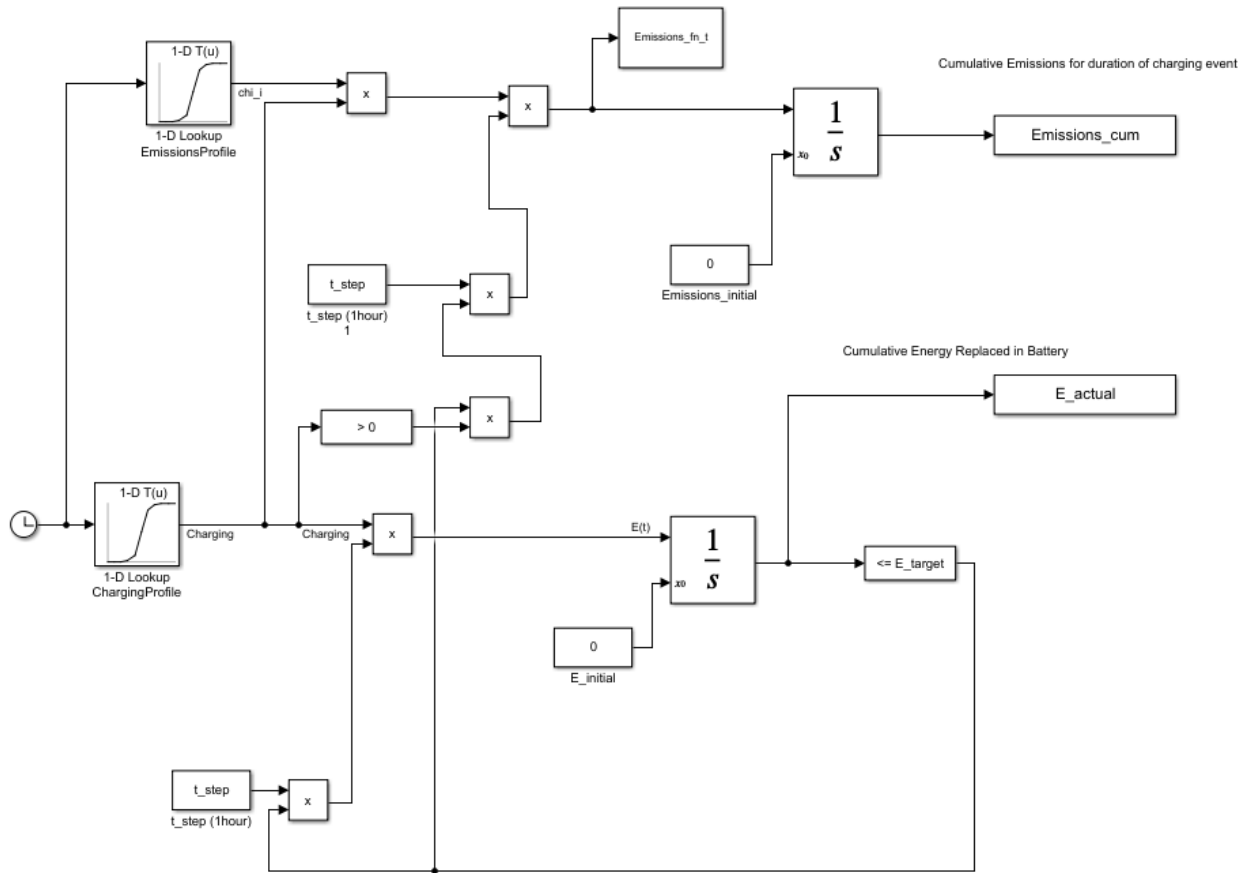 Emissions_fn_t
1-D T(u)
Cumulative Emissions for duration of charging event
chi_i
x
x
1
s
x0
Emissions_cum
1-D Lookup
EmissionsProfile
0
Emissions_initial
t_step
x
t_step (1hour)
1
Cumulative Energy Replaced in Battery
E_actual
> 0
x
1-D T(u)
Charging
Charging
x
E(t)
1
s
x0
<= E_target
1-D Lookup
ChargingProfile
0
E_initial
t_step
x
t_step (1hour)